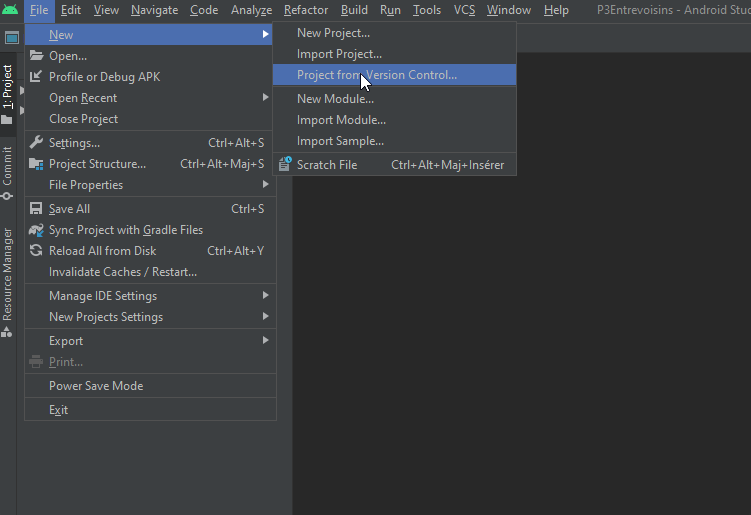 File Edit View Navigate Code Analyze Refactor Build Run Tools VCS Window Help P3Entrevoisins - Android Stu
New
Open...
Profile or Debug APK
Open Recent
Close Project
Settings... Ctrl+Alt+S
Project Structure... Ctrl+Alt+Maj+S
File Properties
Save All Ctrl+S
Sync Project with Gradle Files
Reload All from Disk Ctrl+Alt+Y
Invalidate Caches / Restart...
Manage IDE Settings
New Projects Settings
Export
Print...
Power Save Mode
Exit
New Project...
Import Project...
Project from Version Control...
New Module...
Import Module...
Import Sample...
Scratch File Ctrl+Alt+Maj+Insérer
1: Project
Commit
Resource Manager